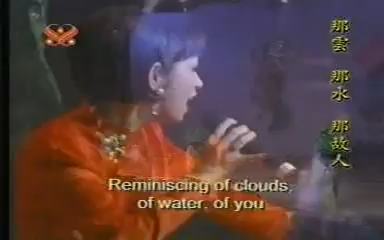 那雲 那水 那故人
Reminiscing of clouds,
of water, of you